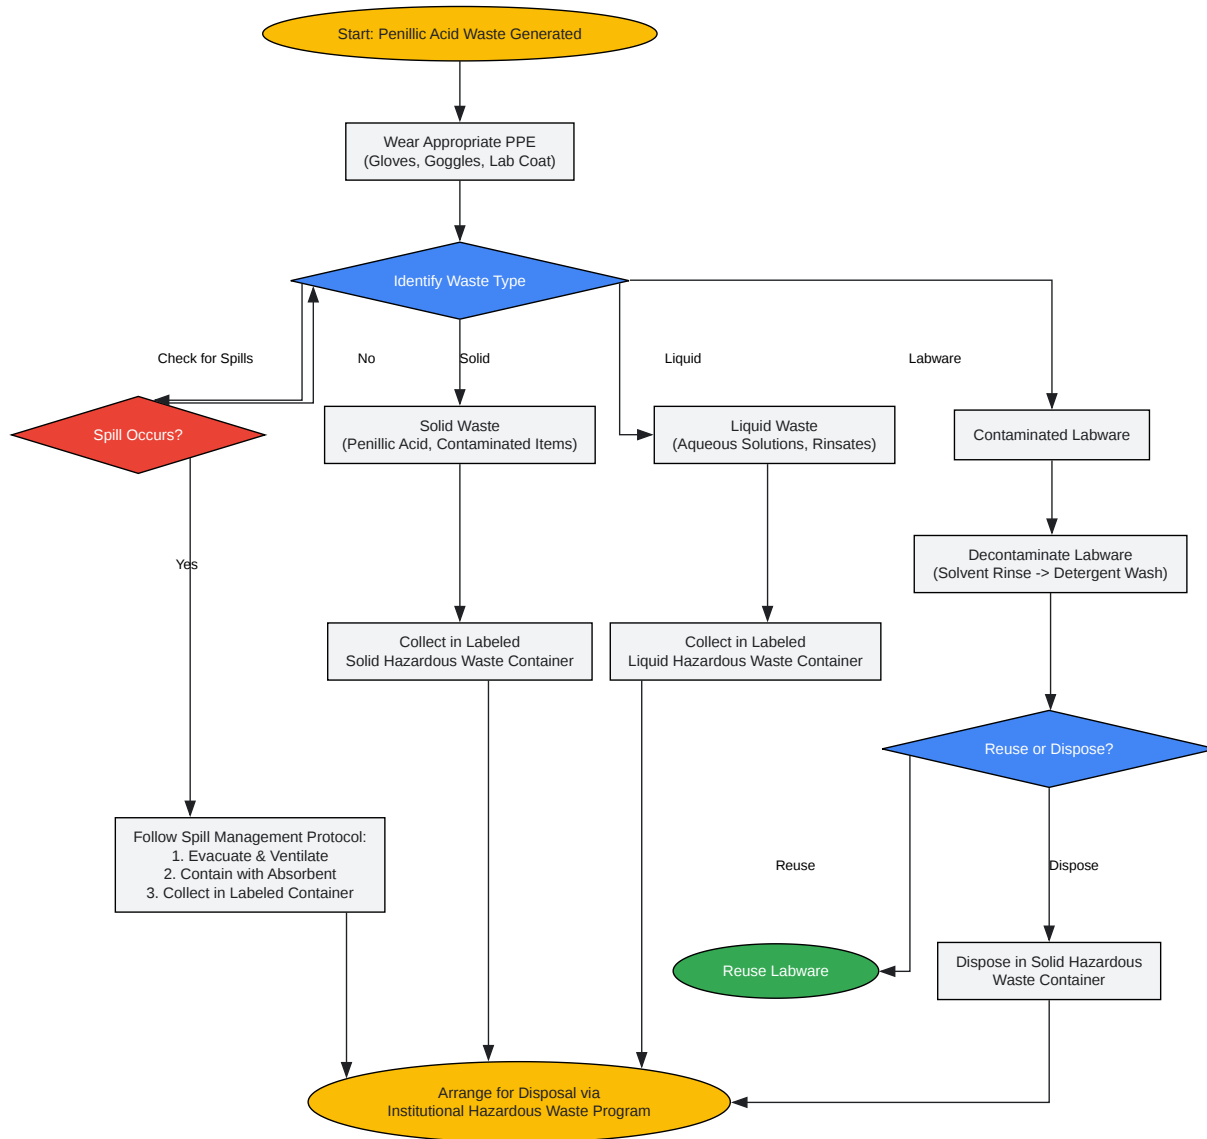 Start: Penillic Acid Waste Generated
Wear Appropriate PPE
(Gloves, Goggles, Lab Coat)
Identify Waste Type
Check for Spills
No
Solid
Liquid
Labware
Spill Occurs?
Solid Waste
(Penillic Acid, Contaminated Items)
Liquid Waste
(Aqueous Solutions, Rinsates)
Contaminated Labware
Yes
Decontaminate Labware
(Solvent Rinse -> Detergent Wash)
Collect in Labeled
Solid Hazardous Waste Container
Collect in Labeled
Liquid Hazardous Waste Container
Reuse or Dispose?
Follow Spill Management Protocol:
1. Evacuate & Ventilate
2. Contain with Absorbent
3. Collect in Labeled Container
Reuse
Dispose
Reuse Labware
Dispose in Solid Hazardous
Waste Container
Arrange for Disposal via
Institutional Hazardous Waste Program